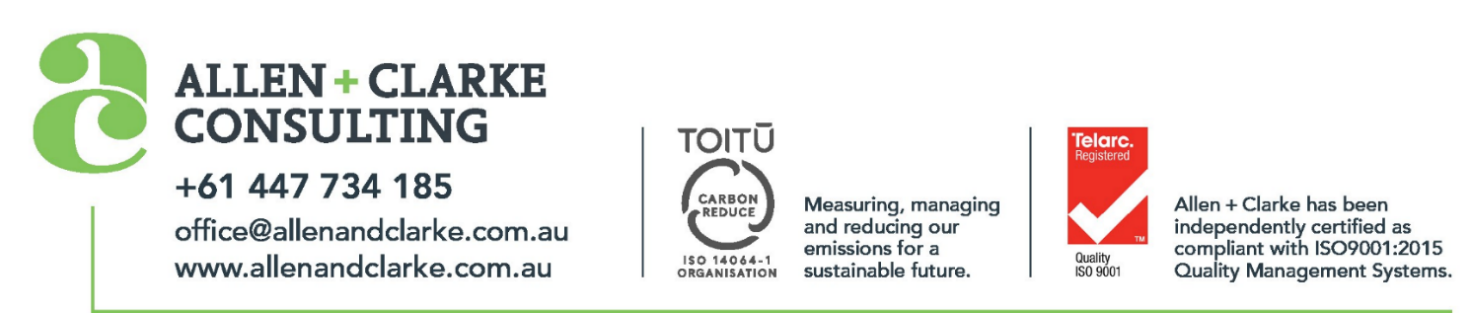 ac
ALLEN + CLARKE
CONSULTING
+61 447 734 185
office@allenandclarke.com.au
www.allenandclarke.com.au
TOITŪ
CARBON
REDUCE
ISO 14064-1
ORGANISATION
Measuring, managing
and reducing our
emissions for a
sustainable future.
Telarc.
Registered
TM
Quality
ISO 9001
Allen + Clarke has been
independently certified as
compliant with ISO9001:2015
Quality Management Systems.